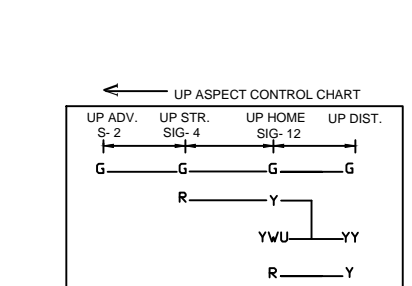 UP ASPECT CONTROL CHART
UP ADV. UP STR. UP HOME UP DIST.
S- 2 SIG- 4 SIG- 12
G G G G
R Y
YWU YY
R Y